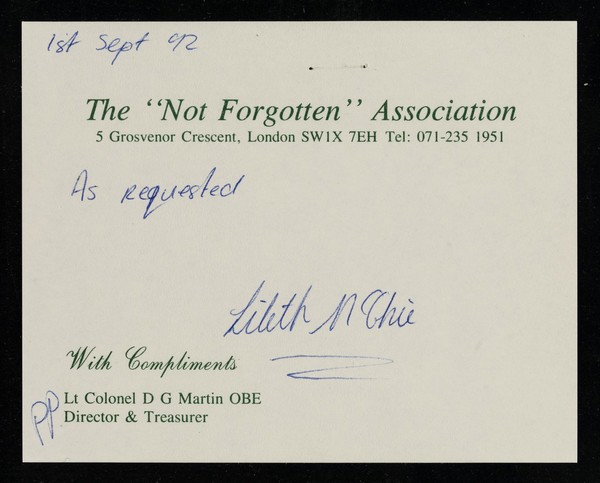 1st Sept 92
The “Not Forgotten” Association
5 Grosvenor Crescent, London SW1X 7EH Tel: 071-235 1951
As requested
Lileth
With Compliments
pp Lt Colonel D G Martin OBE
Director & Treasurer